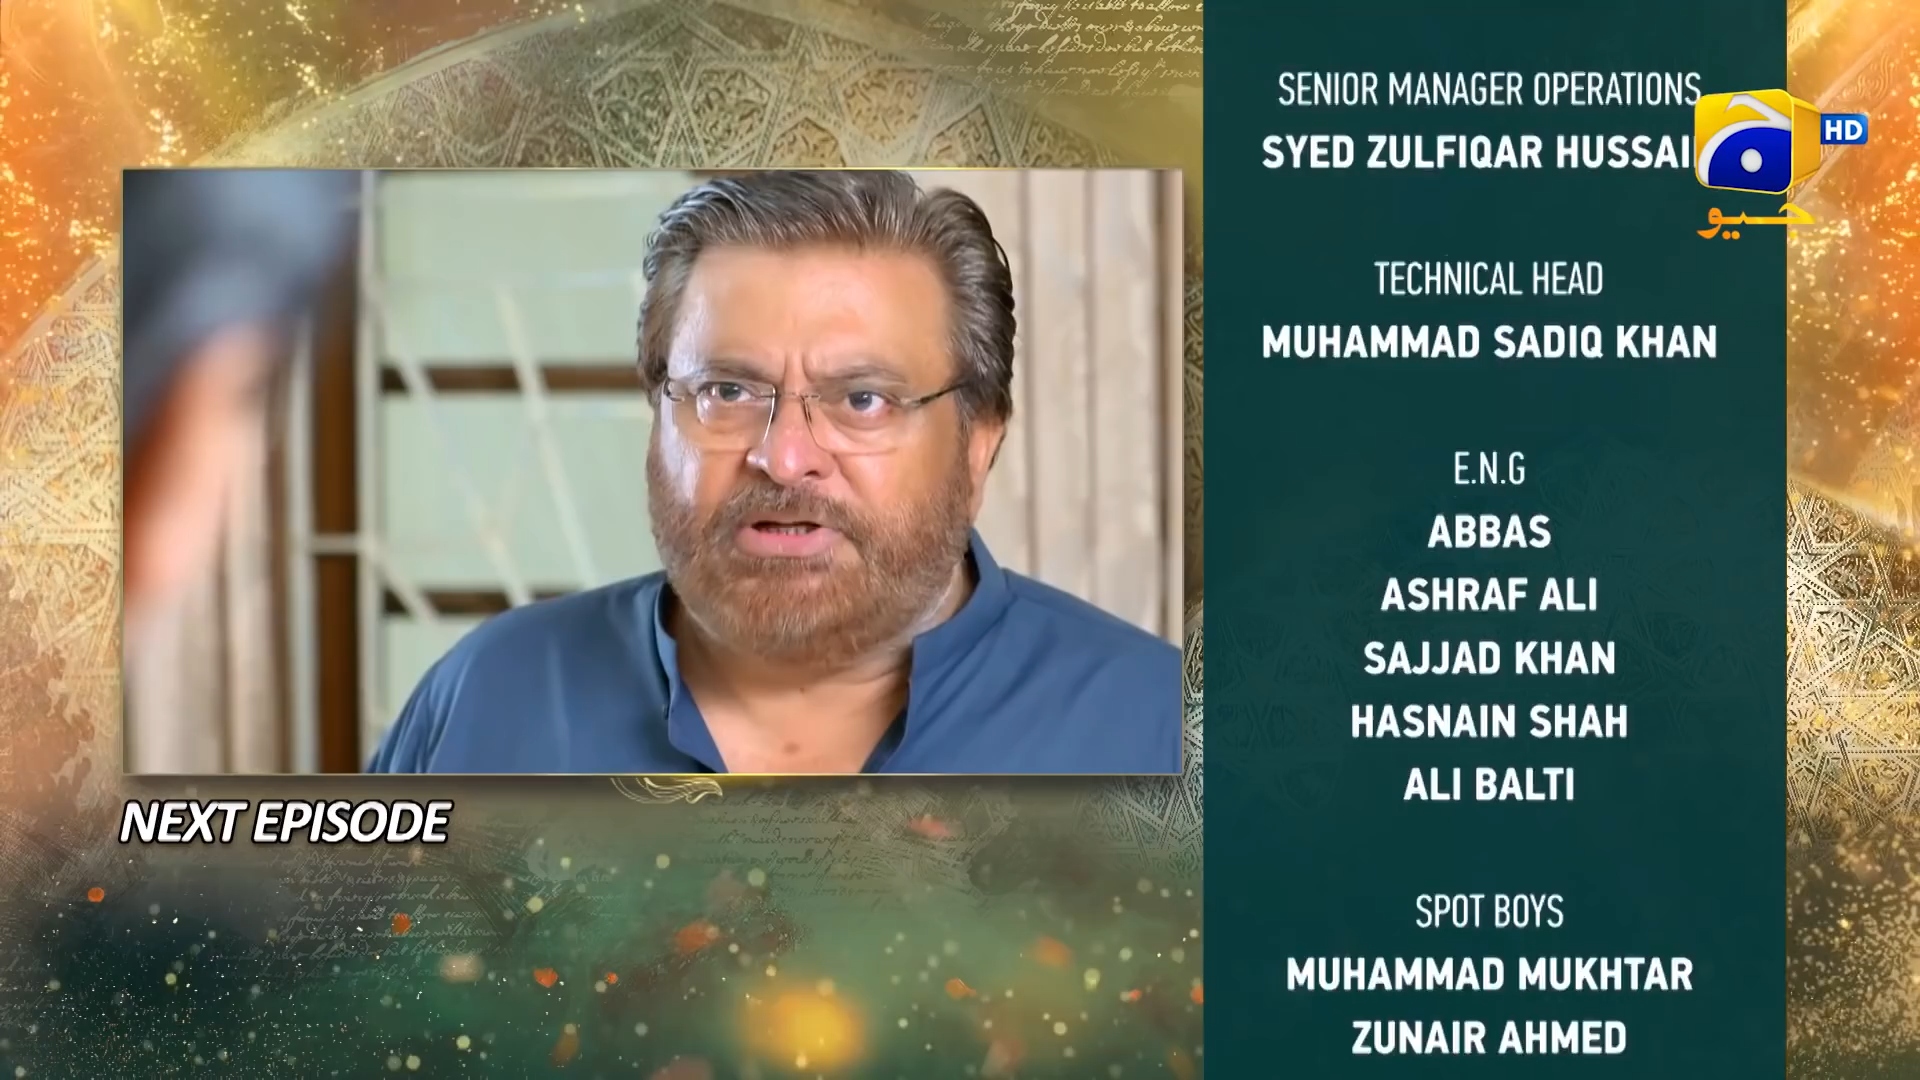 SENIOR MANAGER OPERATIONS
SYED ZULFIQAR HUSSAI
HD
جیو
TECHNICAL HEAD
MUHAMMAD SADIQ KHAN
E.N.G
ABBAS
ASHRAF ALI
SAJJAD KHAN
HASNAIN SHAH
ALI BALTI
SPOT BOYS
MUHAMMAD MUKHTAR
ZUNAIR AHMED
NEXT EPISODE